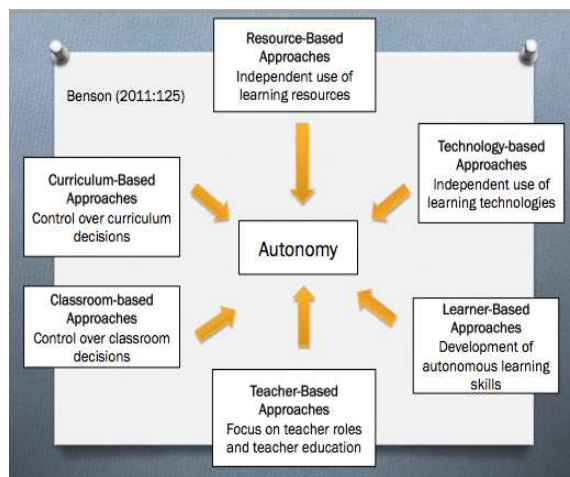 Resource-Based
Approaches
Independent use of
learning resources
Benson (2011:125)
Technology-based
Approaches
Independent use of
learning technologies
Curriculum-Based
Approaches
Control over curriculum
decisions
Autonomy
Classroom-based
Approaches
Control over classroom
decisions
Learner-Based
Approaches
Development of
autonomous learning
skills
Teacher-Based
Approaches
Focus on teacher roles
and teacher education